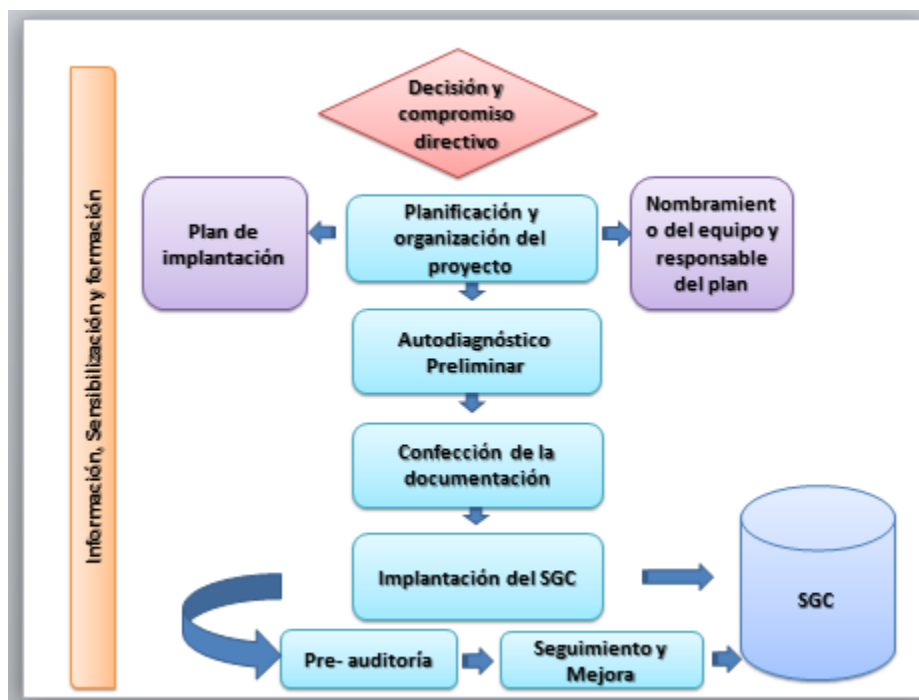 Información, Sensibilización y formación
Decisión y
compromiso
directivo
Plan de
implantación
Planificación y
organización del
proyecto
Nombramient
o del equipo y
responsable
del plan
Autodiagnóstico
Preliminar
Confección de la
documentación
Implantación del SGC
SGC
Pre- auditoría
Seguimiento y
Mejora